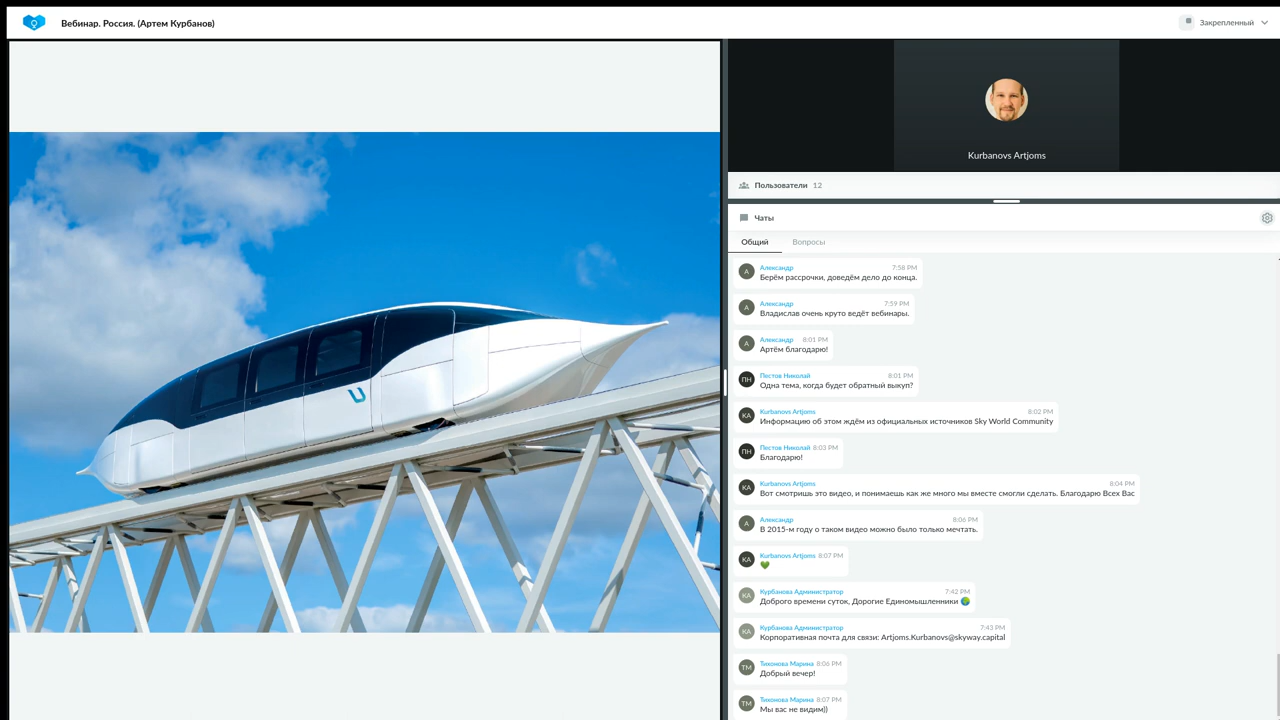 Вебинар. Россия. (Артем Курбанов)
Закрепленный
Kurbanovs Artjoms
Пользователи 12
Чаты
Общий Вопросы
А Александр 7:58 PM
Берём рассрочки, доведём дело до конца.
А Александр 7:59 PM
Владислав очень круто ведёт вебинары.
А Александр 8:01 PM
Артём благодарю!
ПН Пестов Николай 8:01 PM
Одна тема, когда будет обратный выкуп?
KA Kurbanovs Artjoms 8:02 PM
Информацию об этом ждём из официальных источников Sky World Community
ПН Пестов Николай 8:03 PM
Благодарю!
KA Kurbanovs Artjoms 8:04 PM
Вот смотришь это видео, и понимаешь как же много мы вместе смогли сделать. Благодарю Всех Вас
А Александр 8:06 PM
В 2015-м году о таком видео можно было только мечтать.
KA Kurbanovs Artjoms 8:07 PM
💚
КА Курбанова Администратор 7:42 PM
Доброго времени суток, Дорогие Единомышленники 🌍
КА Курбанова Администратор 7:43 PM
Корпоративная почта для связи: Artjoms.Kurbanovs@skyway.capital
ТМ Тихонова Марина 8:06 PM
Добрый вечер!
ТМ Тихонова Марина 8:07 PM
Мы вас не видим))